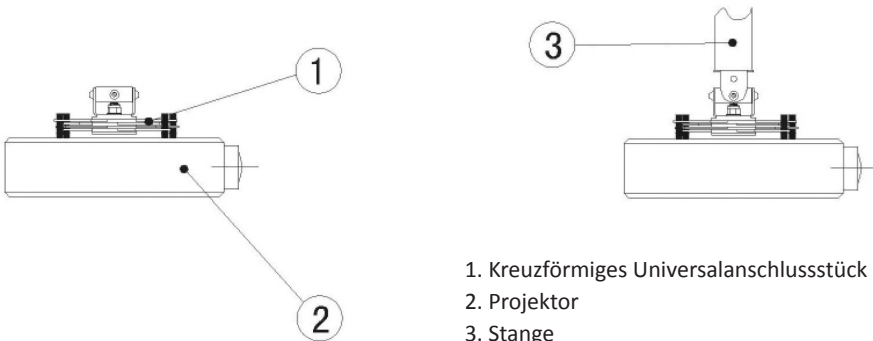 1
3
2
1. Kreuzförmiges Universalanschlussstück
2. Projektor
3. Stange